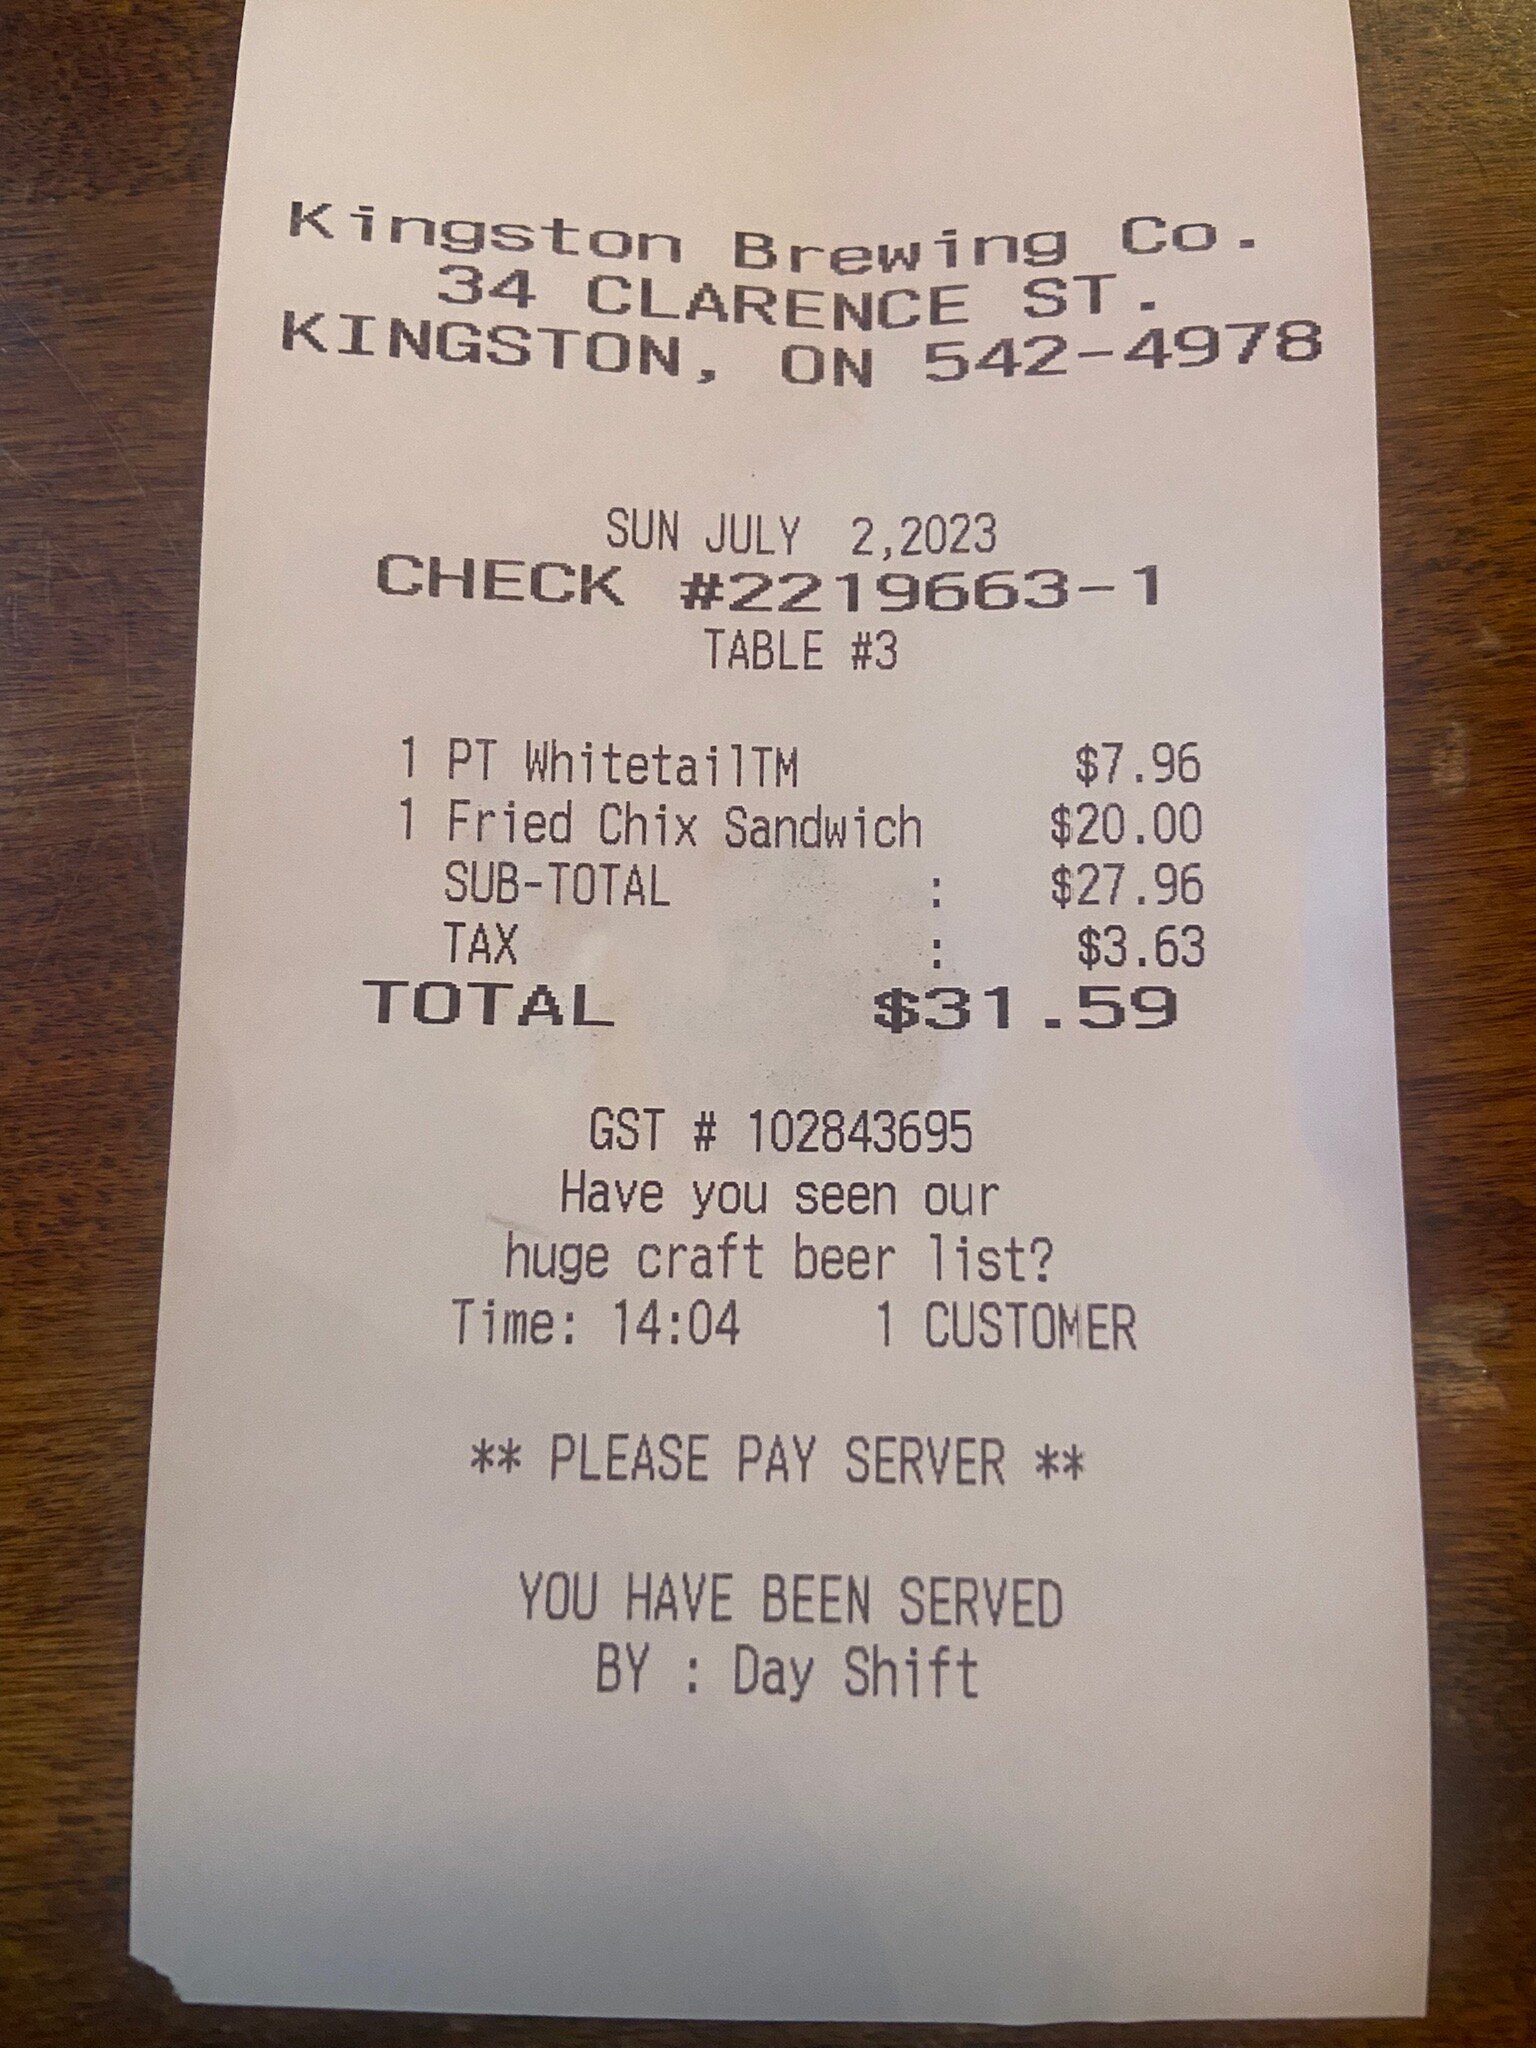 Kingston Brewing Co.
34 CLARENCE ST.
KINGSTON, ON 542-4978
SUN JULY 2,2023
CHECK #2219663-1
TABLE #3
1 PT WhitetailTM $7.96
1 Fried Chix Sandwich $20.00
SUB-TOTAL : $27.96
TAX : $3.63
TOTAL $31.59
GST # 102843695
Have you seen our
huge craft beer list?
Time: 14:04 1 CUSTOMER
** PLEASE PAY SERVER **
YOU HAVE BEEN SERVED
BY : Day Shift